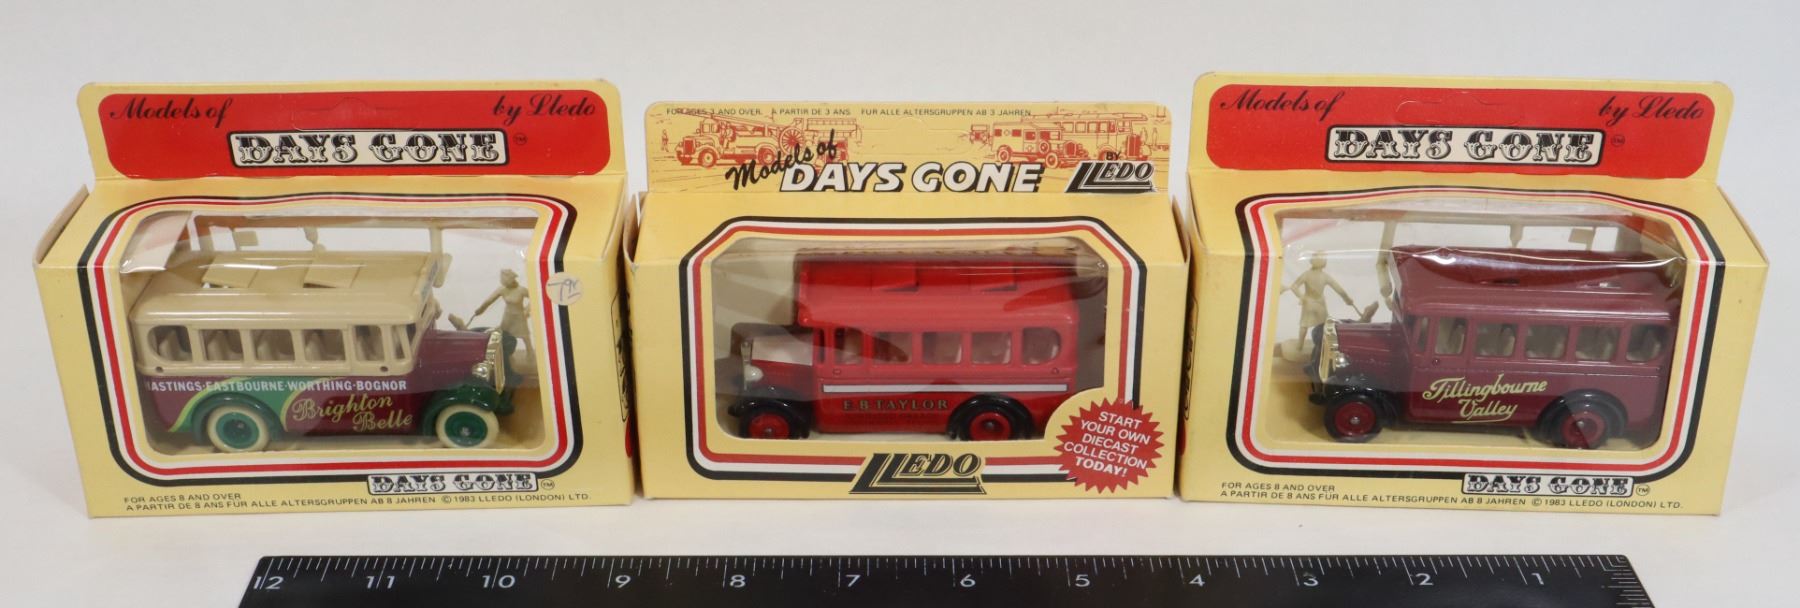 Models of by Lledo
DAYS GONE™
HASTINGS·EASTBOURNE·WORTHING·BOGNOR
Brighton
Belle
DAYS GONE™
FOR AGES 8 AND OVER
A PARTIR DE 8 ANS FUR ALLE ALTERSGRUPPEN AB 8 JAHREN © 1983 LLEDO (LONDON) LTD.
FOR AGES 3 AND OVER. A PARTIR DE 3 ANS FUR ALLE ALTERSGRUPPEN AB 3 JAHREN
Models of
DAYS GONE BY LLEDO
E·B·TAYLOR
START
YOUR OWN
DIECAST
COLLECTION
TODAY!
LLEDO
Models of by Lledo
DAYS GONE™
Tillingbourne
Valley
DAYS GONE™
FOR AGES 8 AND OVER
A PARTIR DE 8 ANS FUR ALLE ALTERSGRUPPEN AB 8 JAHREN © 1983 LLEDO (LONDON) LTD.
12 11 10 9 8 7 6 5 4 3 2 1